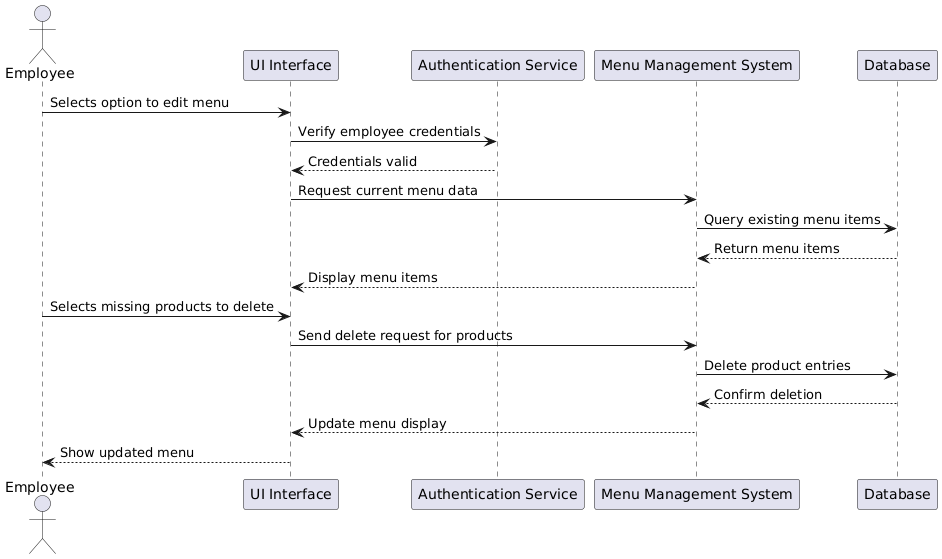 Employee
UI Interface
Authentication Service
Menu Management System
Database
Selects option to edit menu
Verify employee credentials
Credentials valid
Request current menu data
Query existing menu items
Return menu items
Display menu items
Selects missing products to delete
Send delete request for products
Delete product entries
Confirm deletion
Update menu display
Show updated menu
Employee
UI Interface
Authentication Service
Menu Management System
Database